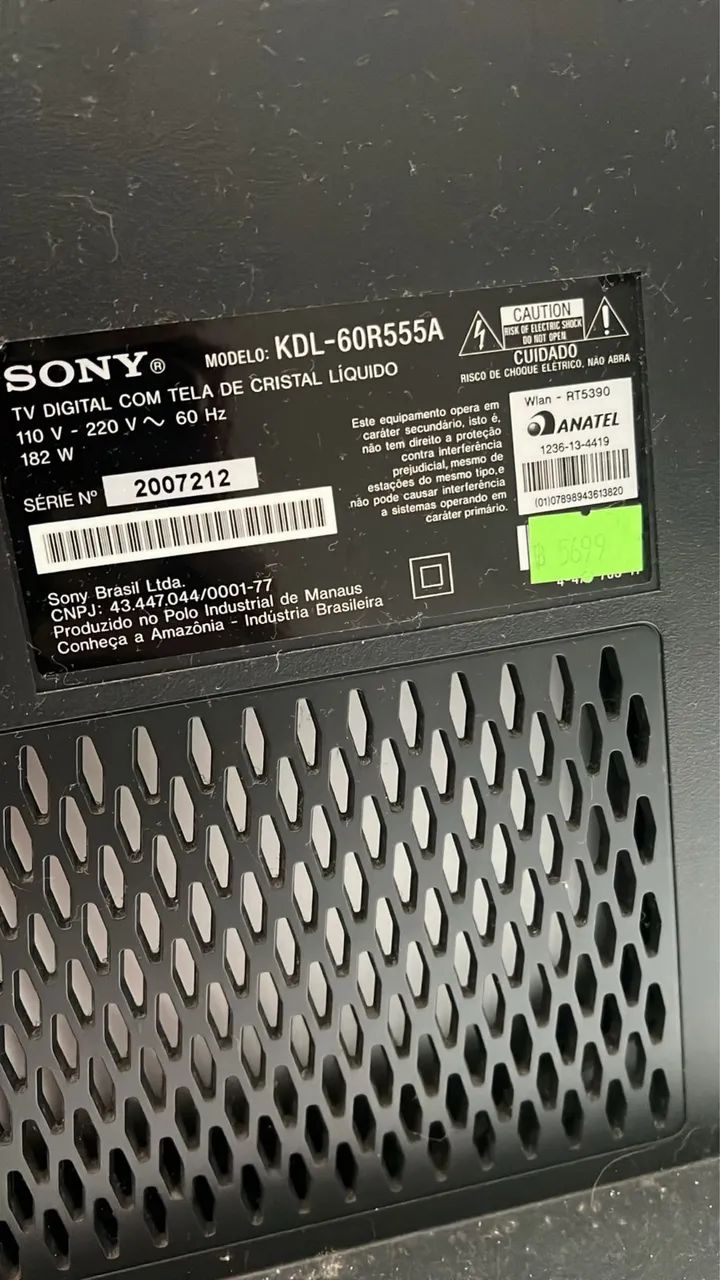 SONY®
MODELO: KDL-60R555A
TV DIGITAL COM TELA DE CRISTAL LÍQUIDO
110 V - 220 V ~ 60 Hz
182 W
SÉRIE Nº 2007212
Sony Brasil Ltda.
CNPJ: 43.447.044/0001-77
Produzido no Polo Industrial de Manaus
Conheça a Amazônia - Indústria Brasileira
Este equipamento opera em
caráter secundário, isto é,
não tem direito a proteção
contra interferência
prejudicial, mesmo de
estações do mesmo tipo,e
não pode causar interferência
a sistemas operando em
caráter primário.
CAUTION
RISK OF ELECTRIC SHOCK
DO NOT OPEN
CUIDADO
RISCO DE CHOQUE ELÉTRICO, NÃO ABRA
Wlan - RT5390
ANATEL
1236-13-4419
(01)07898943613820
5699